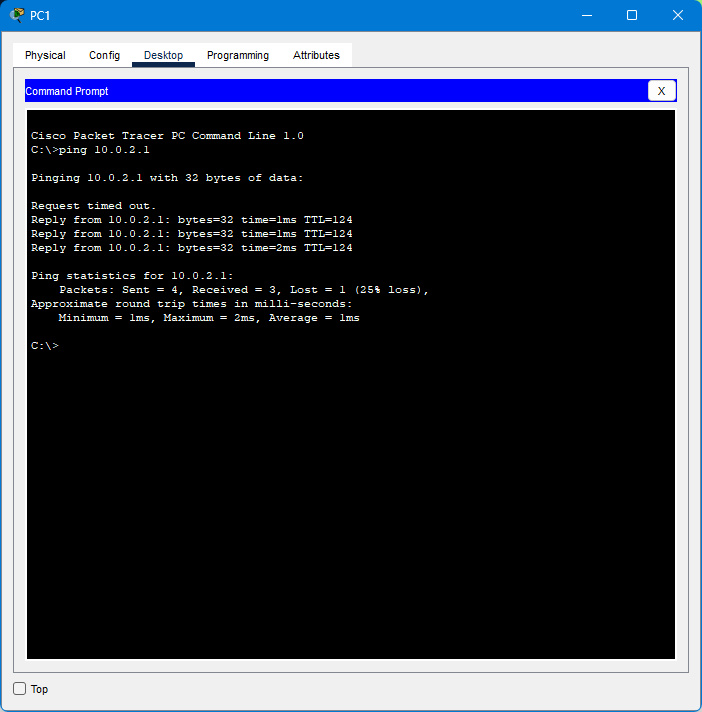 PC1
Physical Config Desktop Programming Attributes
Command Prompt X
Cisco Packet Tracer PC Command Line 1.0
C:\>ping 10.0.2.1
Pinging 10.0.2.1 with 32 bytes of data:
Request timed out.
Reply from 10.0.2.1: bytes=32 time=1ms TTL=124
Reply from 10.0.2.1: bytes=32 time=1ms TTL=124
Reply from 10.0.2.1: bytes=32 time=2ms TTL=124
Ping statistics for 10.0.2.1:
Packets: Sent = 4, Received = 3, Lost = 1 (25% loss),
Approximate round trip times in milli-seconds:
Minimum = 1ms, Maximum = 2ms, Average = 1ms
C:\>
Top